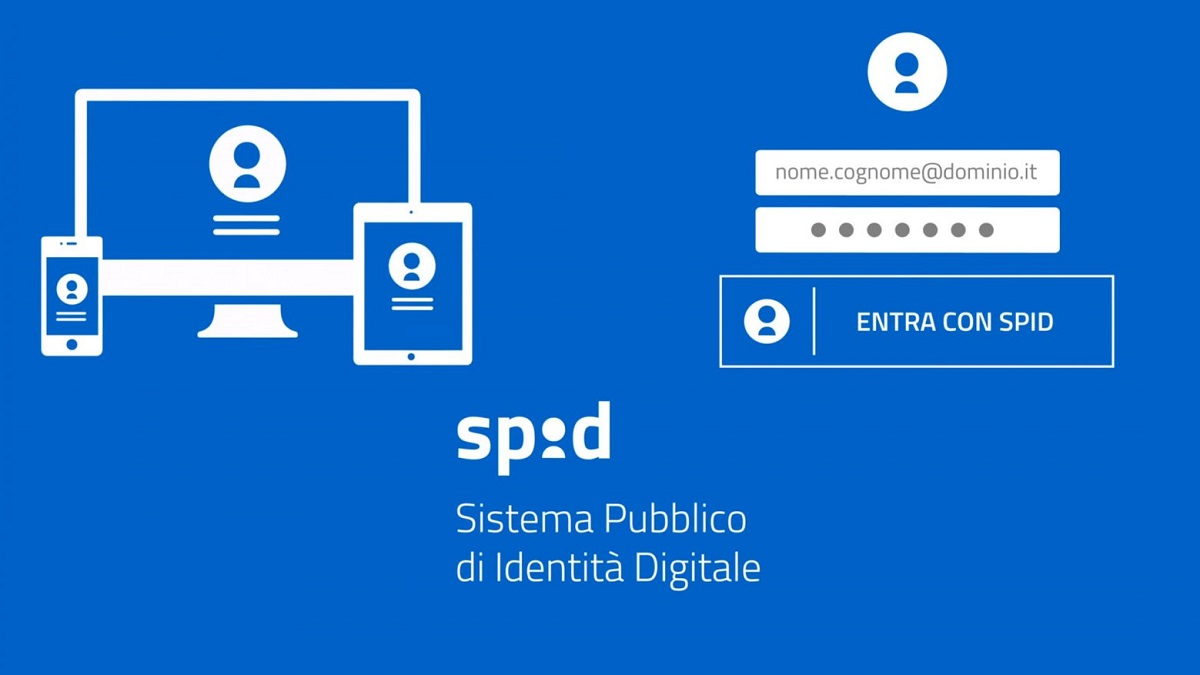 nome.cognome@dominio.it
ENTRA CON SPID
spid
Sistema Pubblico
di Identità Digitale